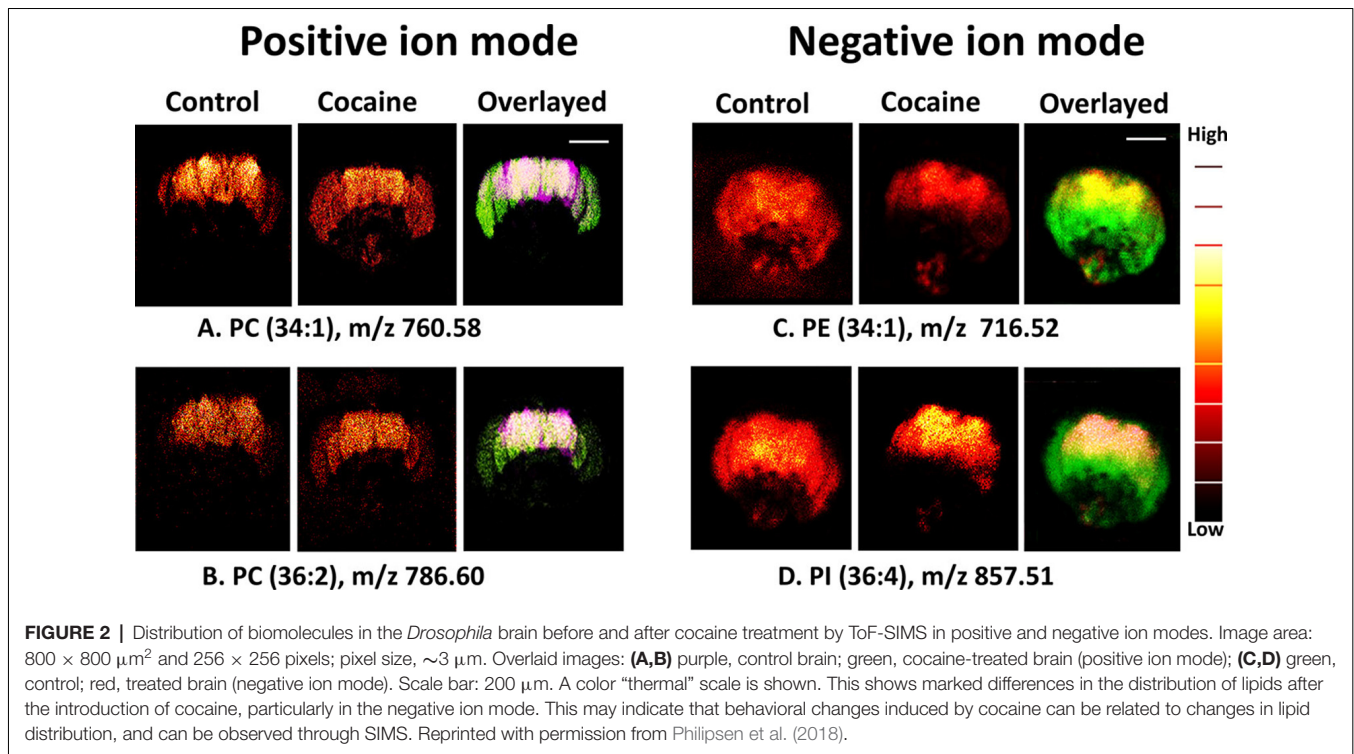 Positive ion mode
Negative ion mode
Control Cocaine Overlayed
Control Cocaine Overlayed
High
A. PC (34:1), m/z 760.58
C. PE (34:1), m/z 716.52
B. PC (36:2), m/z 786.60
D. PI (36:4), m/z 857.51
Low
FIGURE 2 | Distribution of biomolecules in the Drosophila brain before and after cocaine treatment by ToF-SIMS in positive and negative ion modes. Image area:
800 × 800 μm² and 256 × 256 pixels; pixel size, ∼3 μm. Overlaid images: (A,B) purple, control brain; green, cocaine-treated brain (positive ion mode); (C,D) green,
control; red, treated brain (negative ion mode). Scale bar: 200 μm. A color “thermal” scale is shown. This shows marked differences in the distribution of lipids after
the introduction of cocaine, particularly in the negative ion mode. This may indicate that behavioral changes induced by cocaine can be related to changes in lipid
distribution, and can be observed through SIMS. Reprinted with permission from Philipsen et al. (2018).